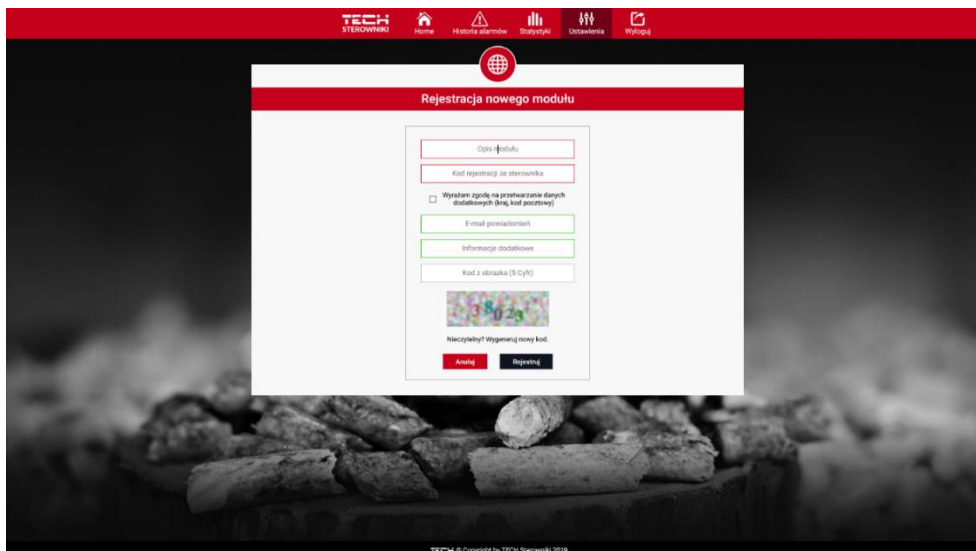 TECH
STEROWNIKI
Home
Historia alarmów
Statystyki
Ustawienia
Wyloguj
Rejestracja nowego modułu
Opis modułu
Kod rejestracji ze sterownika
Wyrażam zgodę na przetwarzanie danych
dodatkowych (kraj, kod pocztowy)
E-mail powiadomień
Informacje dodatkowe
Kod z obrazka (5 Cyfr)
38023
Nieczytelny? Wygeneruj nowy kod.
Anuluj
Rejestruj
TECH © Copyright by TECH Sterowniki 2019